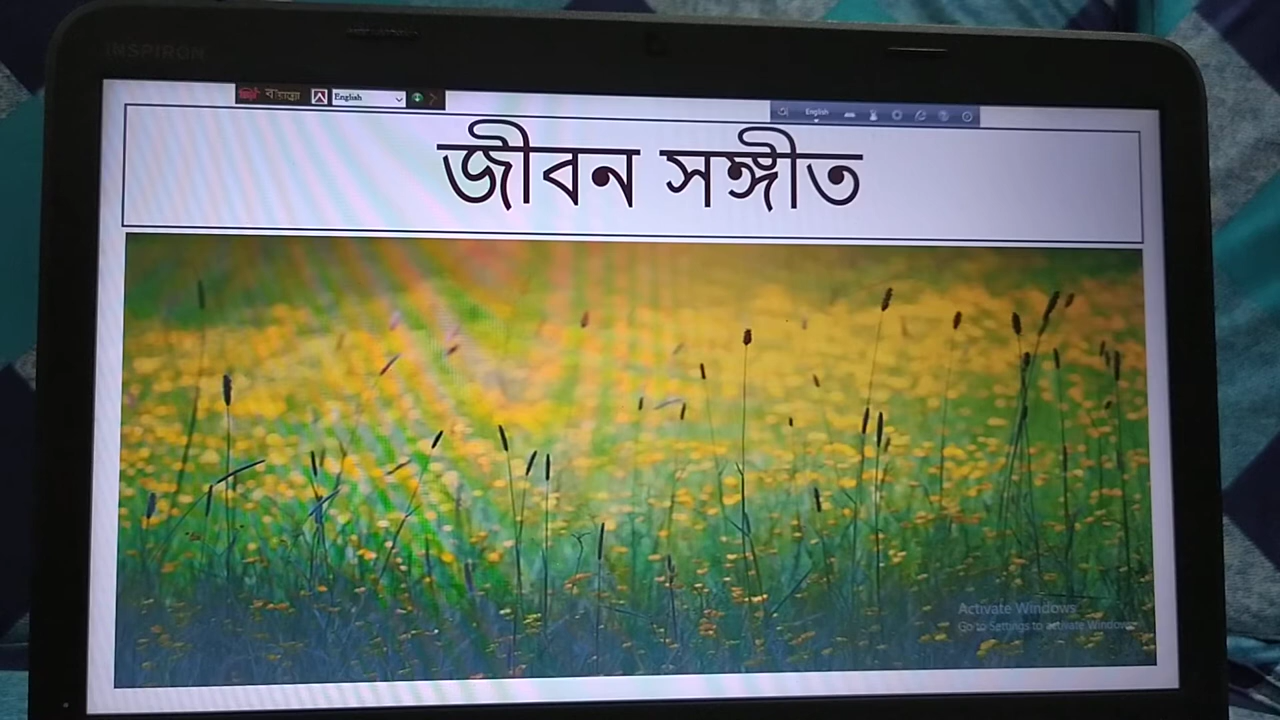 INSPIRON
English
English
জীবন সঙ্গীত
Activate Windows
Go to Settings to activate Windows.